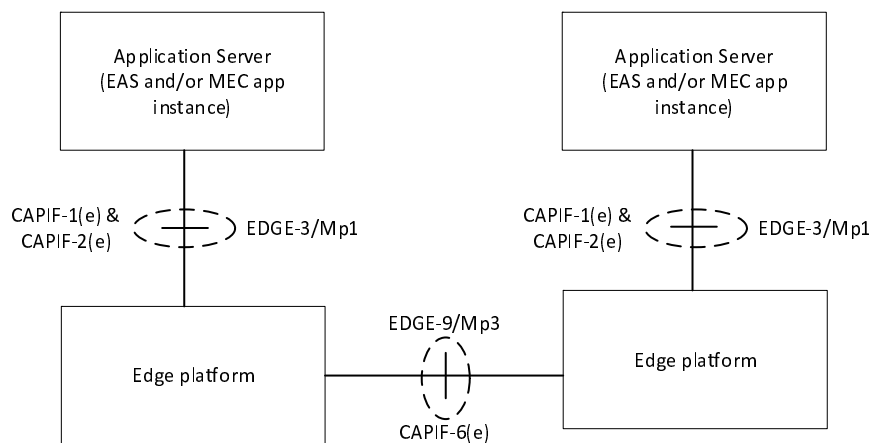 Application Server
(EAS and/or MEC app
instance)
Application Server
(EAS and/or MEC app
instance)
CAPIF-1(e) &
CAPIF-2(e)
EDGE-3/Mp1
CAPIF-1(e) &
CAPIF-2(e)
EDGE-3/Mp1
EDGE-9/Mp3
Edge platform
Edge platform
CAPIF-6(e)